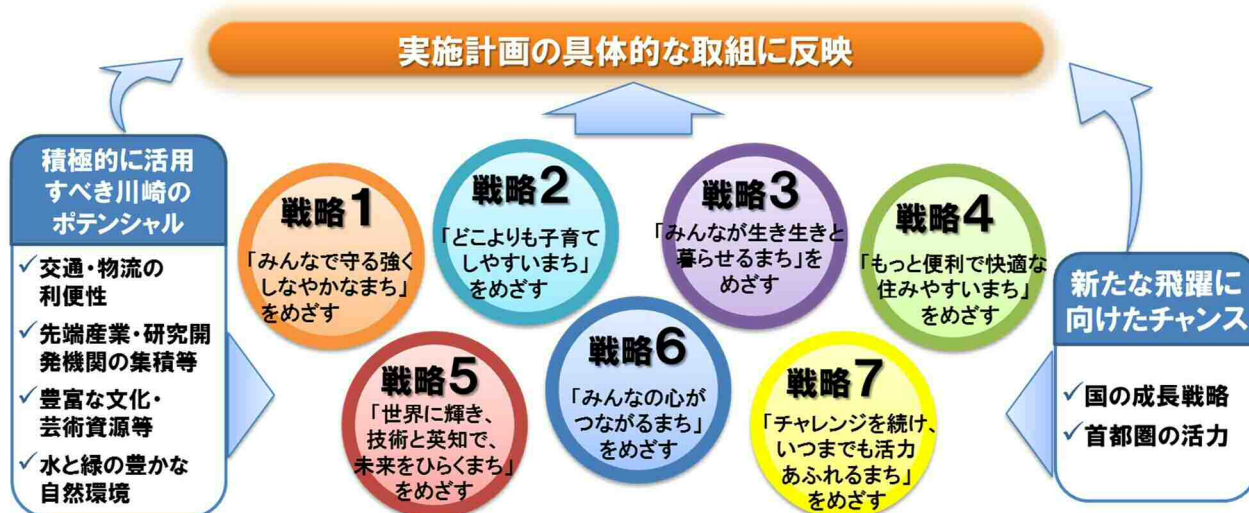 実施計画の具体的な取組に反映
積極的に活用
すべき川崎の
ポテンシャル
✓交通・物流の
利便性
✓先端産業・研究開
発機関の集積等
✓豊富な文化・
芸術資源等
✓水と緑の豊かな
自然環境
戦略1
「みんなで守る強く
しなやかなまち」
をめざす
戦略2
「どこよりも子育て
しやすいまち」
をめざす
戦略3
「みんなが生き生きと
暮らせるまち」を
めざす
戦略4
「もっと便利で快適な
住みやすいまち」
をめざす
戦略5
「世界に輝き、
技術と英知で、
未来をひらくまち」
をめざす
戦略6
「みんなの心が
つながるまち」
をめざす
戦略7
「チャレンジを続け、
いつまでも活力
あふれるまち」
をめざす
新たな飛躍に
向けたチャンス
✓国の成長戦略
✓首都圏の活力